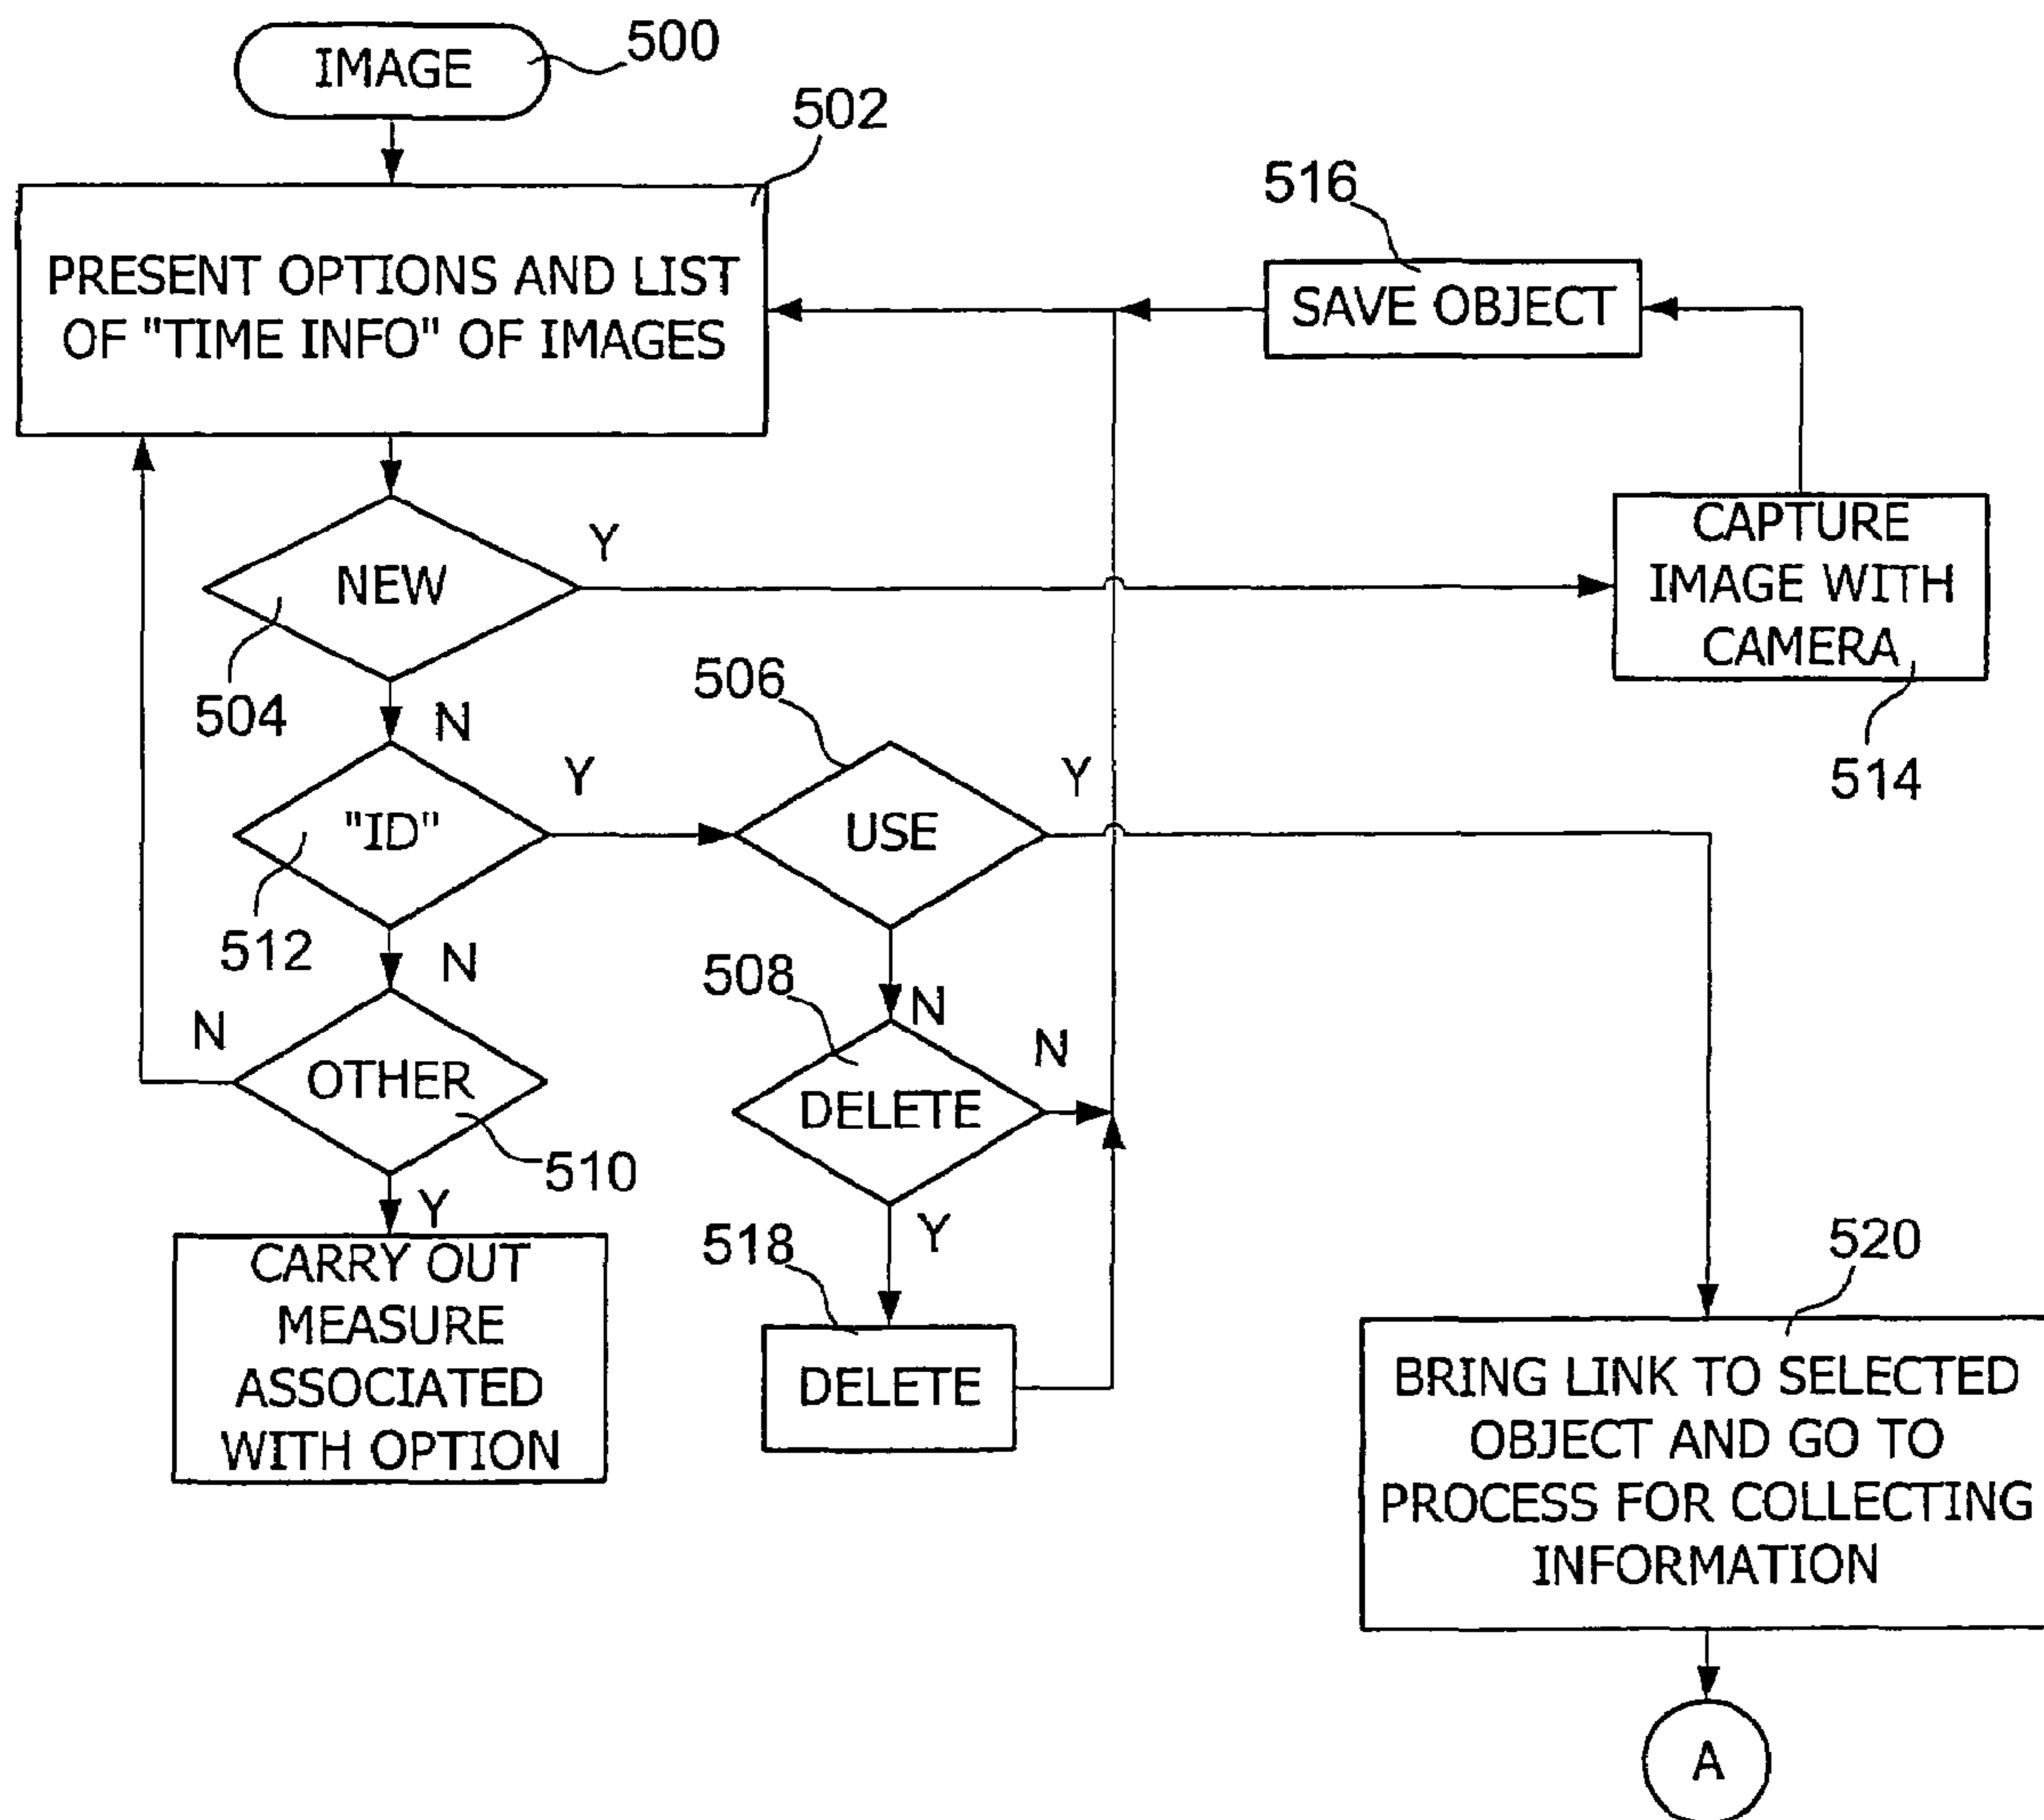 IMAGE
500
502
PRESENT OPTIONS AND LIST
OF "TIME INFO" OF IMAGES
516
SAVE OBJECT
NEW
Y
504
N
CAPTURE
IMAGE WITH
CAMERA
514
"ID"
Y
512
N
506
USE
Y
N
OTHER
N
510
Y
508
DELETE
N
Y
CARRY OUT
MEASURE
ASSOCIATED
WITH OPTION
518
DELETE
520
BRING LINK TO SELECTED
OBJECT AND GO TO
PROCESS FOR COLLECTING
INFORMATION
A